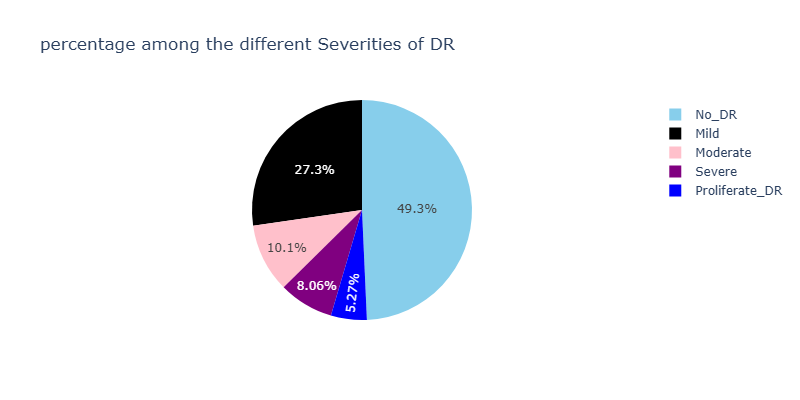 percentage among the different Severities of DR
No_DR
Mild
Moderate
Severe
Proliferate_DR
27.3%
49.3%
10.1%
8.06%
5.27%